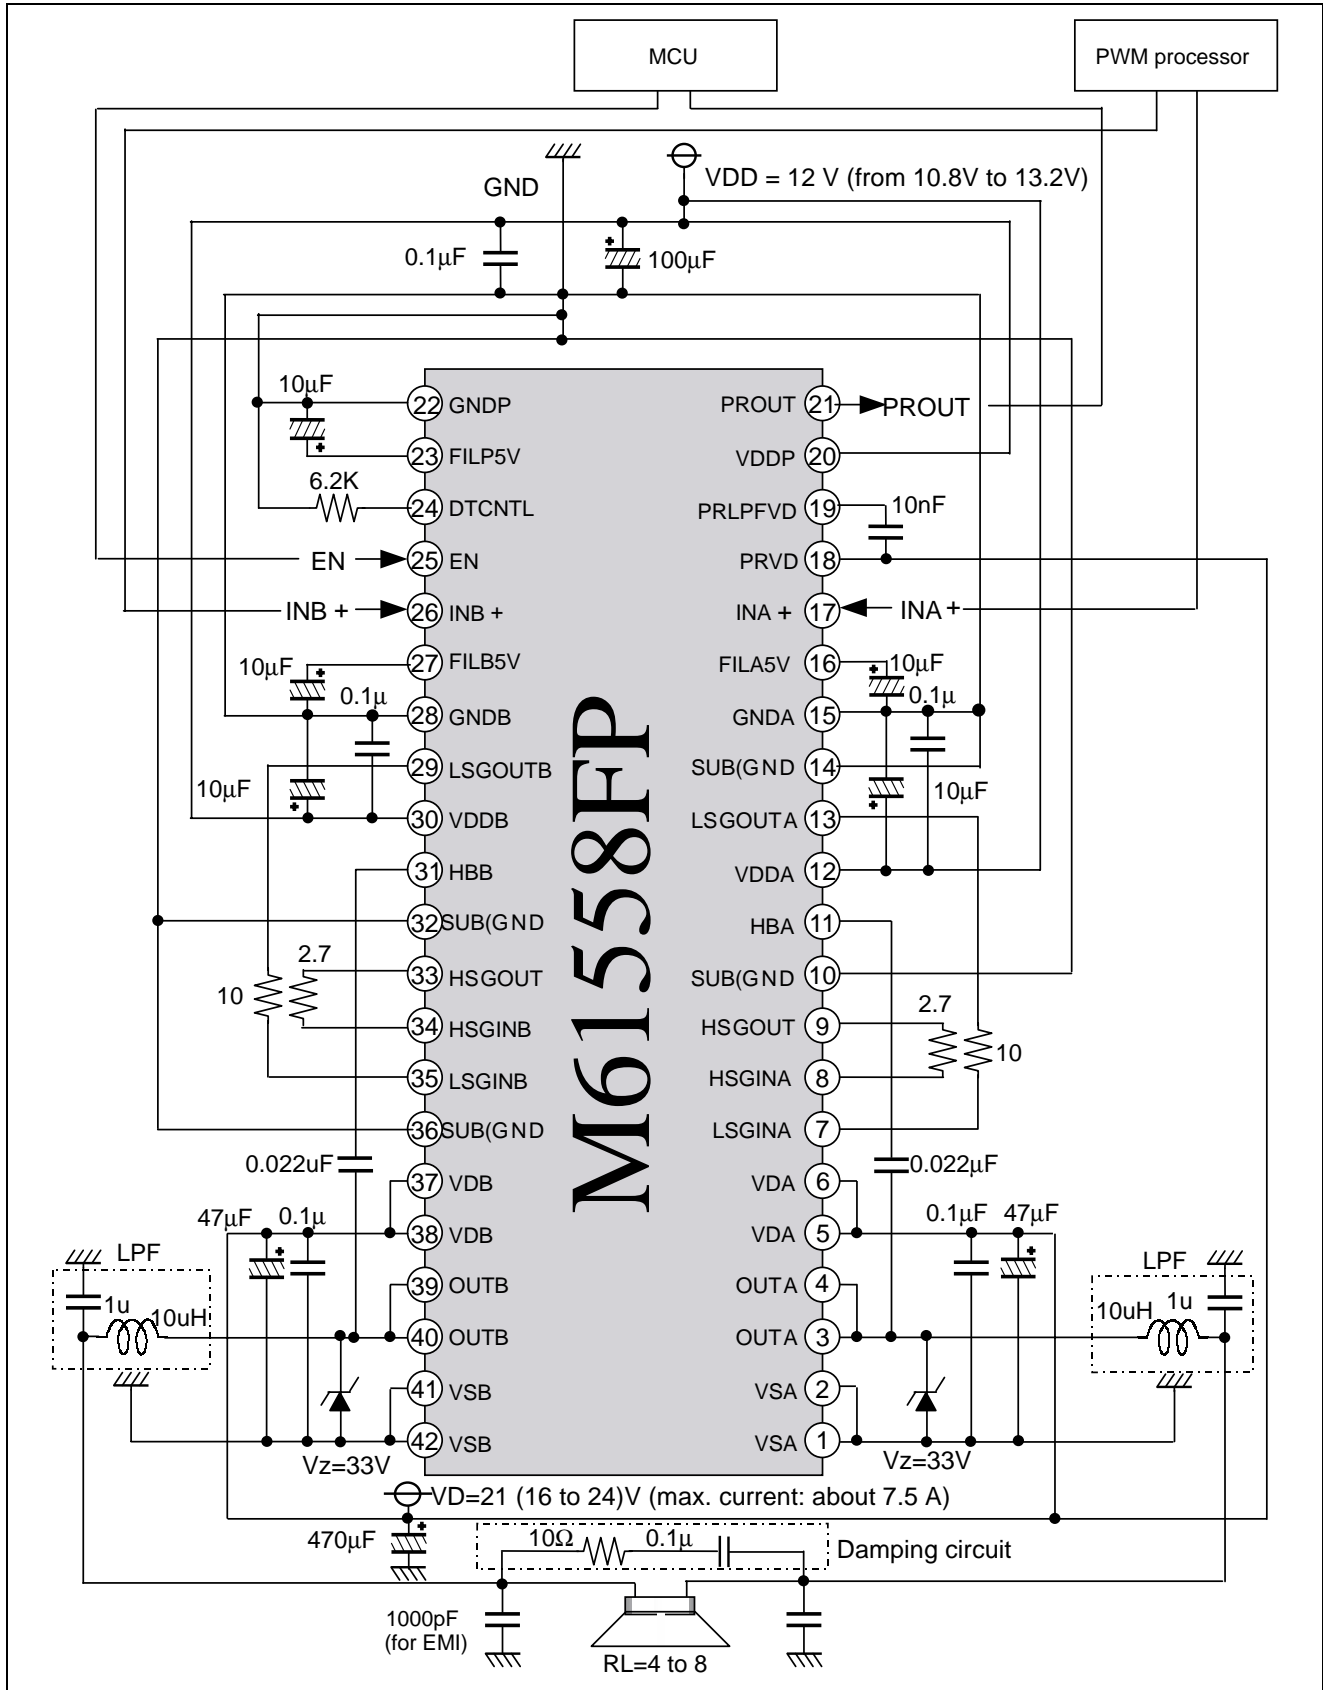 MCU
PWM processor
GND
VDD = 12 V (from 10.8V to 13.2V)
0.1µF
100µF
10µF
22 GNDP
PROUT 21
PROUT
23 FILP5V
VDDP 20
6.2K
24 DTCNTL
PRLPFVD 19
10nF
EN
25 EN
PRVD 18
INB +
26 INB +
INA + 17
INA +
10µF
27 FILB5V
FILA5V 16
10µF
0.1µ
28 GNDB
GNDA 15
0.1µ
29 LSGOUTB
SUB(GND 14
10µF
10µF
30 VDDB
LSGOUTA 13
31 HBB
VDDA 12
32 SUB(GND
HBA 11
2.7
33 HSGOUT
SUB(GND 10
10
34 HSGINB
HSGOUT 9
2.7
10
35 LSGINB
HSGINA 8
36 SUB(GND
LSGINA 7
0.022uF
0.022µF
37 VDB
VDA 6
47µF
0.1µ
38 VDB
VDA 5
0.1µF
47µF
LPF
LPF
39 OUTB
OUTA 4
1u
10uH
10uH
1u
40 OUTB
OUTA 3
41 VSB
VSA 2
42 VSB
VSA 1
M61558FP
Vz=33V
Vz=33V
VD=21 (16 to 24)V (max. current: about 7.5 A)
470µF
10Ω
0.1µ
Damping circuit
1000pF
(for EMI)
RL=4 to 8